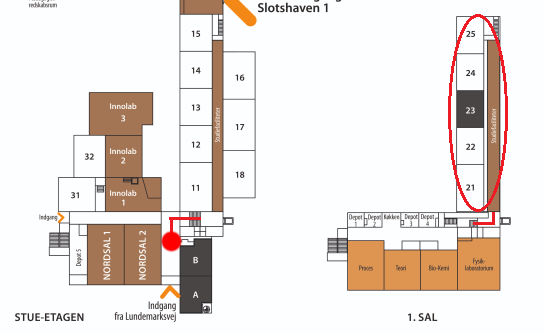 redskabsrum
Slotshaven 1
15
14
13
12
11
16
17
18
Studiefaciliteter
Innolab
3
Innolab
2
Innolab
1
32
31
Indgang
Depot 5
NORDSAL 1
NORDSAL 2
B
A
Indgang
fra Lundemarksvej
STUE-ETAGEN
25
24
23
22
21
Studiefaciliteter
Depot
1
Depot
2
Køkken
Depot
3
Depot
4
Proces
Teori
Bio-Kemi
Fysik-
laboratorium
1. SAL